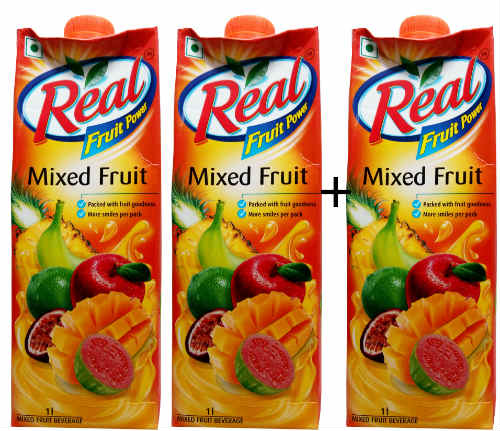 Real
Fruit Power
Mixed Fruit
Packed with fruit goodness
More smiles per pack
1l
MIXED FRUIT BEVERAGE
Real
Fruit Power
Mixed Fruit
Packed with fruit goodness
More smiles per pack
1l
MIXED FRUIT BEVERAGE
+
Real
Fruit Power
Mixed Fruit
Packed with fruit goodness
More smiles per pack
1l
MIXED FRUIT BEVERAGE